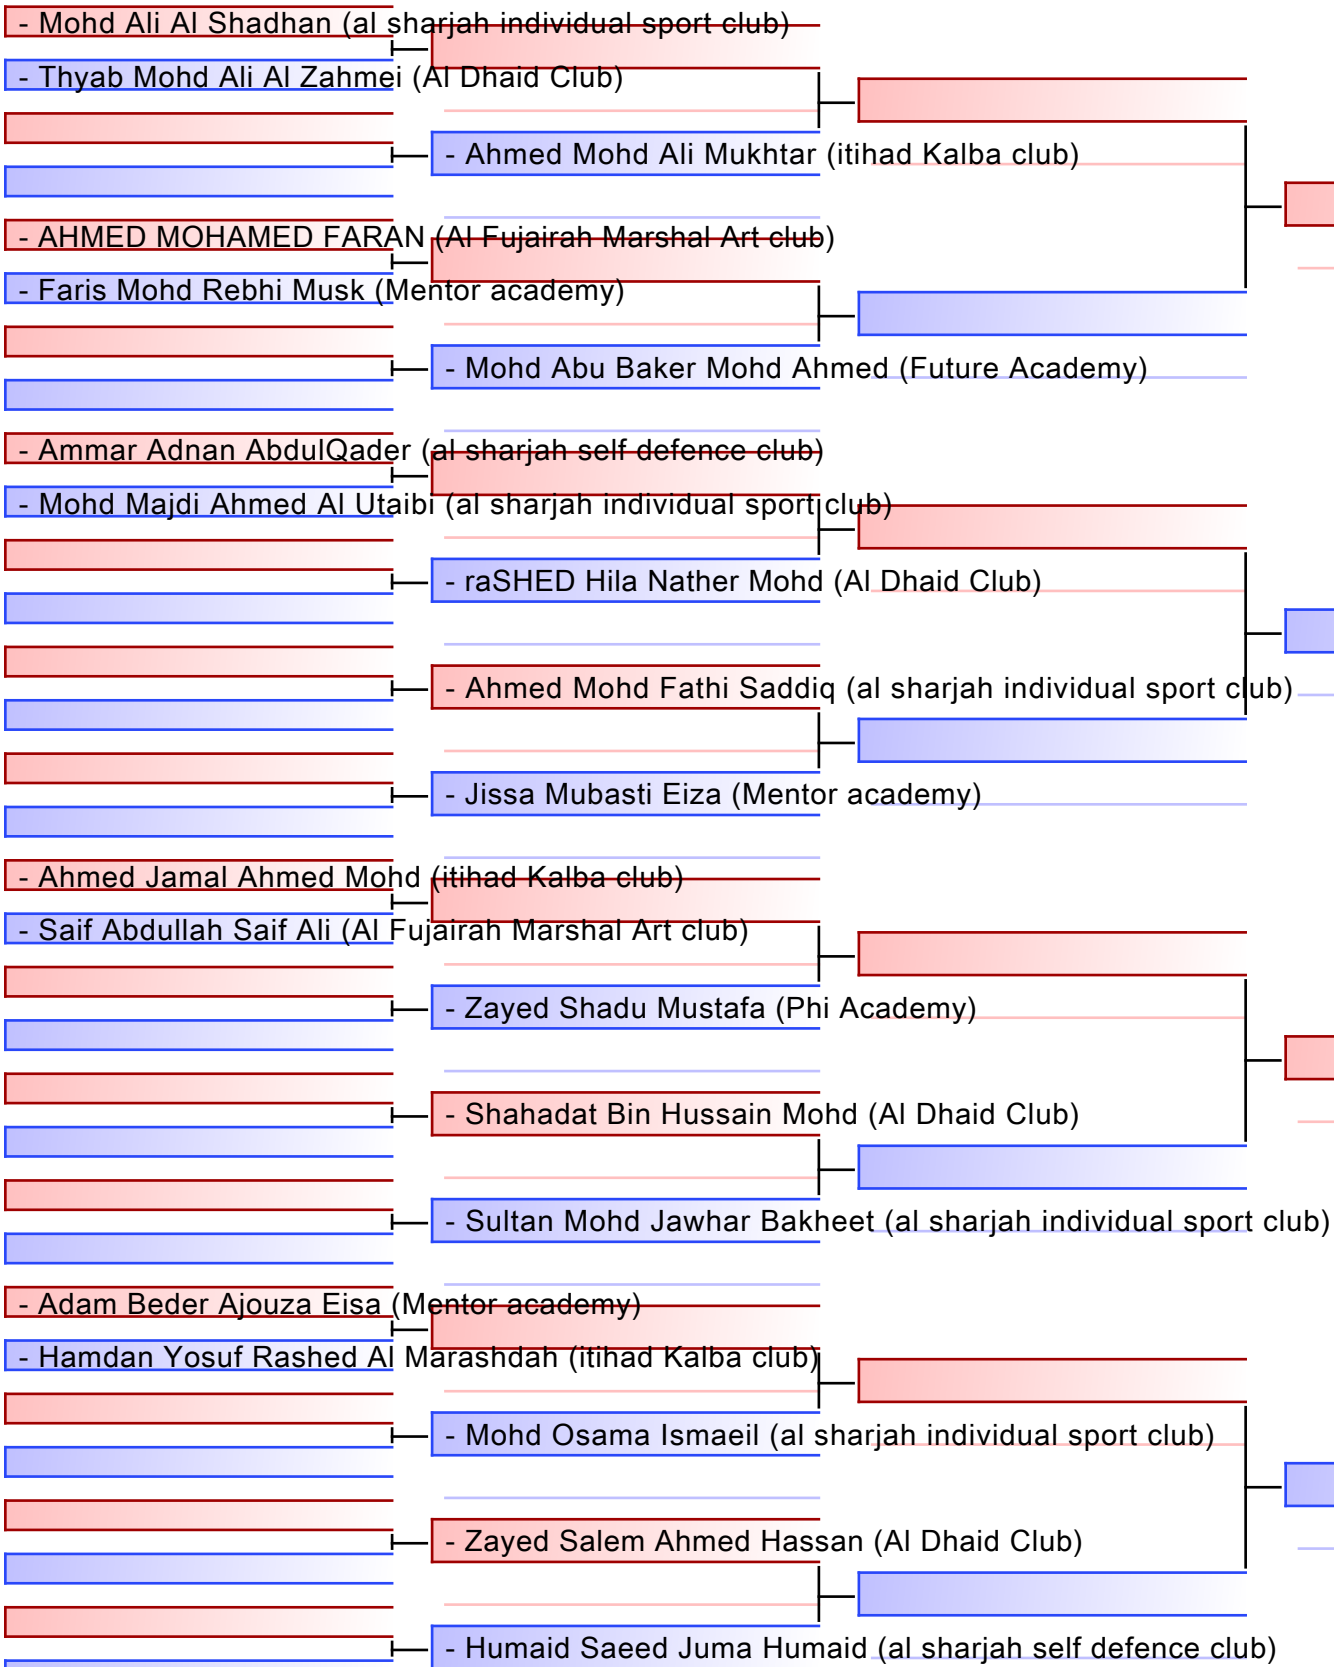 - Mohd Ali Al Shadhan (al sharjah individual sport club)
- Thyab Mohd Ali Al Zahmei (Al Dhaid Club)
- Ahmed Mohd Ali Mukhtar (itihad Kalba club)
- AHMED MOHAMED FARAN (Al Fujairah Marshal Art club)
- Faris Mohd Rebhi Musk (Mentor academy)
- Mohd Abu Baker Mohd Ahmed (Future Academy)
- Ammar Adnan AbdulQader (al sharjah self defence club)
- Mohd Majdi Ahmed Al Utaibi (al sharjah individual sport club)
- raSHED Hila Nather Mohd (Al Dhaid Club)
- Ahmed Mohd Fathi Saddiq (al sharjah individual sport club)
- Jissa Mubasti Eiza (Mentor academy)
- Ahmed Jamal Ahmed Mohd (itihad Kalba club)
- Saif Abdullah Saif Ali (Al Fujairah Marshal Art club)
- Zayed Shadu Mustafa (Phi Academy)
- Shahadat Bin Hussain Mohd (Al Dhaid Club)
- Sultan Mohd Jawhar Bakheet (al sharjah individual sport club)
- Adam Beder Ajouza Eisa (Mentor academy)
- Hamdan Yosuf Rashed Al Marashdah (itihad Kalba club)
- Mohd Osama Ismaeil (al sharjah individual sport club)
- Zayed Salem Ahmed Hassan (Al Dhaid Club)
- Humaid Saeed Juma Humaid (al sharjah self defence club)